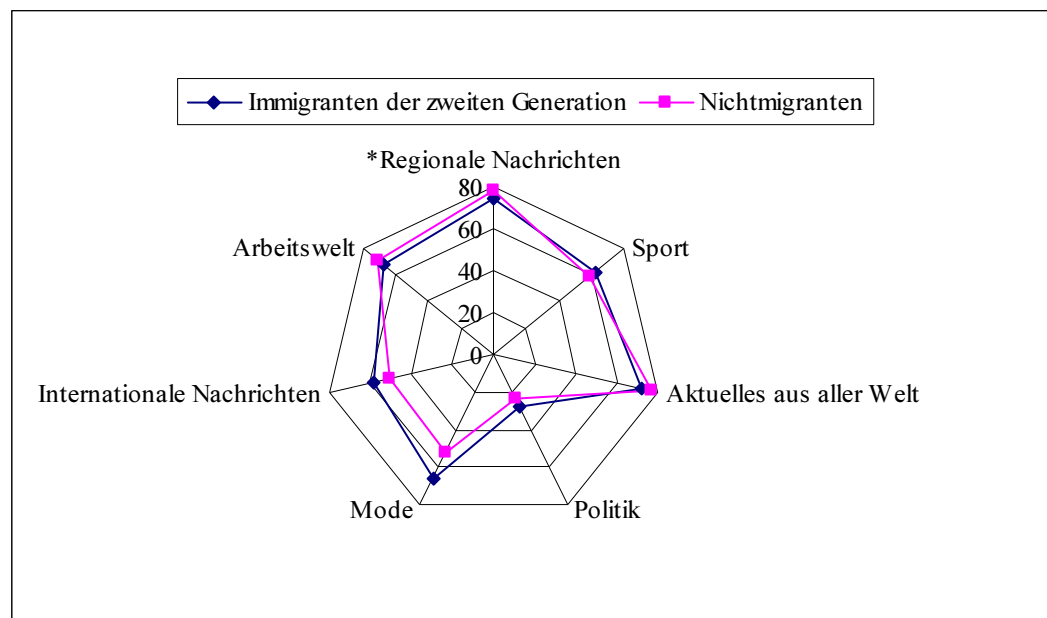 Immigranten der zweiten Generation Nichtmigranten
*Regionale Nachrichten
80
60
40
20
0
Arbeitswelt
Sport
Internationale Nachrichten
Aktuelles aus aller Welt
Mode
Politik